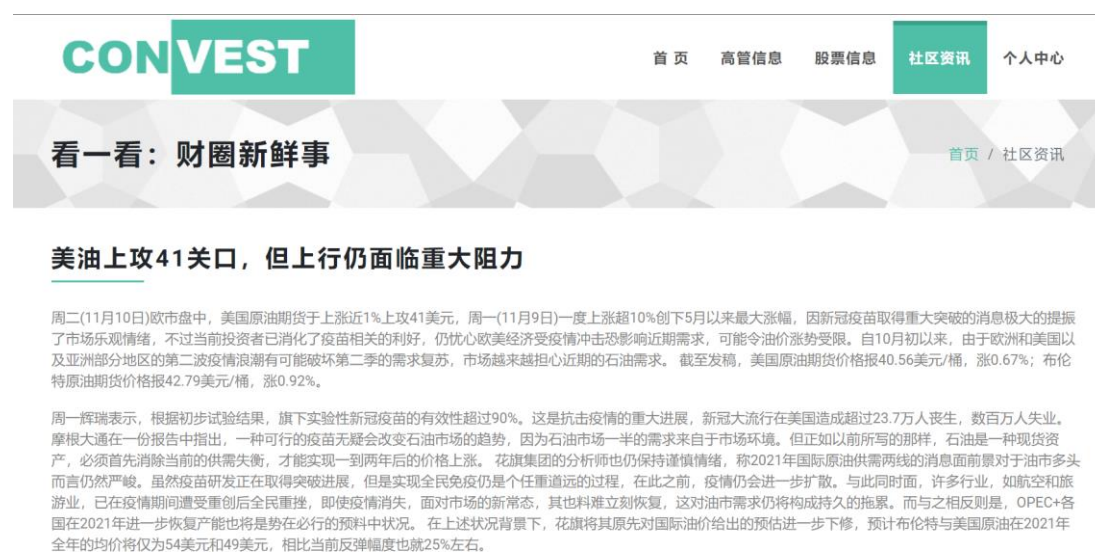 CONVEST
首 页 高管信息 股票信息 社区资讯 个人中心
看一看：财圈新鲜事
首页 / 社区资讯
美油上攻41关口，但上行仍面临重大阻力
周二(11月10日)欧市盘中，美国原油期货于上涨近1%上攻41美元，周一(11月9日)一度上涨超10%创下5月以来最大涨幅，因新冠疫苗取得重大突破的消息极大的提振
了市场乐观情绪，不过当前投资者已消化了疫苗相关的利好，仍忧心欧美经济受疫情冲击恐影响近期需求，可能令油价涨势受限。自10月初以来，由于欧洲和美国以
及亚洲部分地区的第二波疫情浪潮有可能破坏第二季的需求复苏，市场越来越担心近期的石油需求。 截至发稿，美国原油期货价格报40.56美元/桶，涨0.67%；布伦
特原油期货价格报42.79美元/桶，涨0.92%。
周一辉瑞表示，根据初步试验结果，旗下实验性新冠疫苗的有效性超过90%。这是抗击疫情的重大进展，新冠大流行在美国造成超过23.7万人丧生，数百万人失业。
摩根大通在一份报告中指出，一种可行的疫苗无疑会改变石油市场的趋势，因为石油市场一半的需求来自于市场环境。但正如以前所写的那样，石油是一种现货资
产，必须首先消除当前的供需失衡，才能实现一到两年后的价格上涨。 花旗集团的分析师也仍保持谨慎情绪，称2021年国际原油供需两线的消息面前景对于油市多头
而言仍然严峻。虽然疫苗研发正在取得突破进展，但是实现全民免疫仍是个任重道远的过程，在此之前，疫情仍会进一步扩散。与此同时面，许多行业，如航空和旅
游业，已在疫情期间遭受重创后全民重挫，即使疫情消失，面对市场的新常态，其也料难立刻恢复，这对油市需求仍将构成持久的拖累。而与之相反则是，OPEC+各
国在2021年进一步恢复产能也将是势在必行的预料中状况。 在上述状况背景下，花旗将其原先对国际油价给出的预估进一步下修，预计布伦特与美国原油在2021年
全年的均价将仅为54美元和49美元，相比当前反弹幅度也就25%左右。